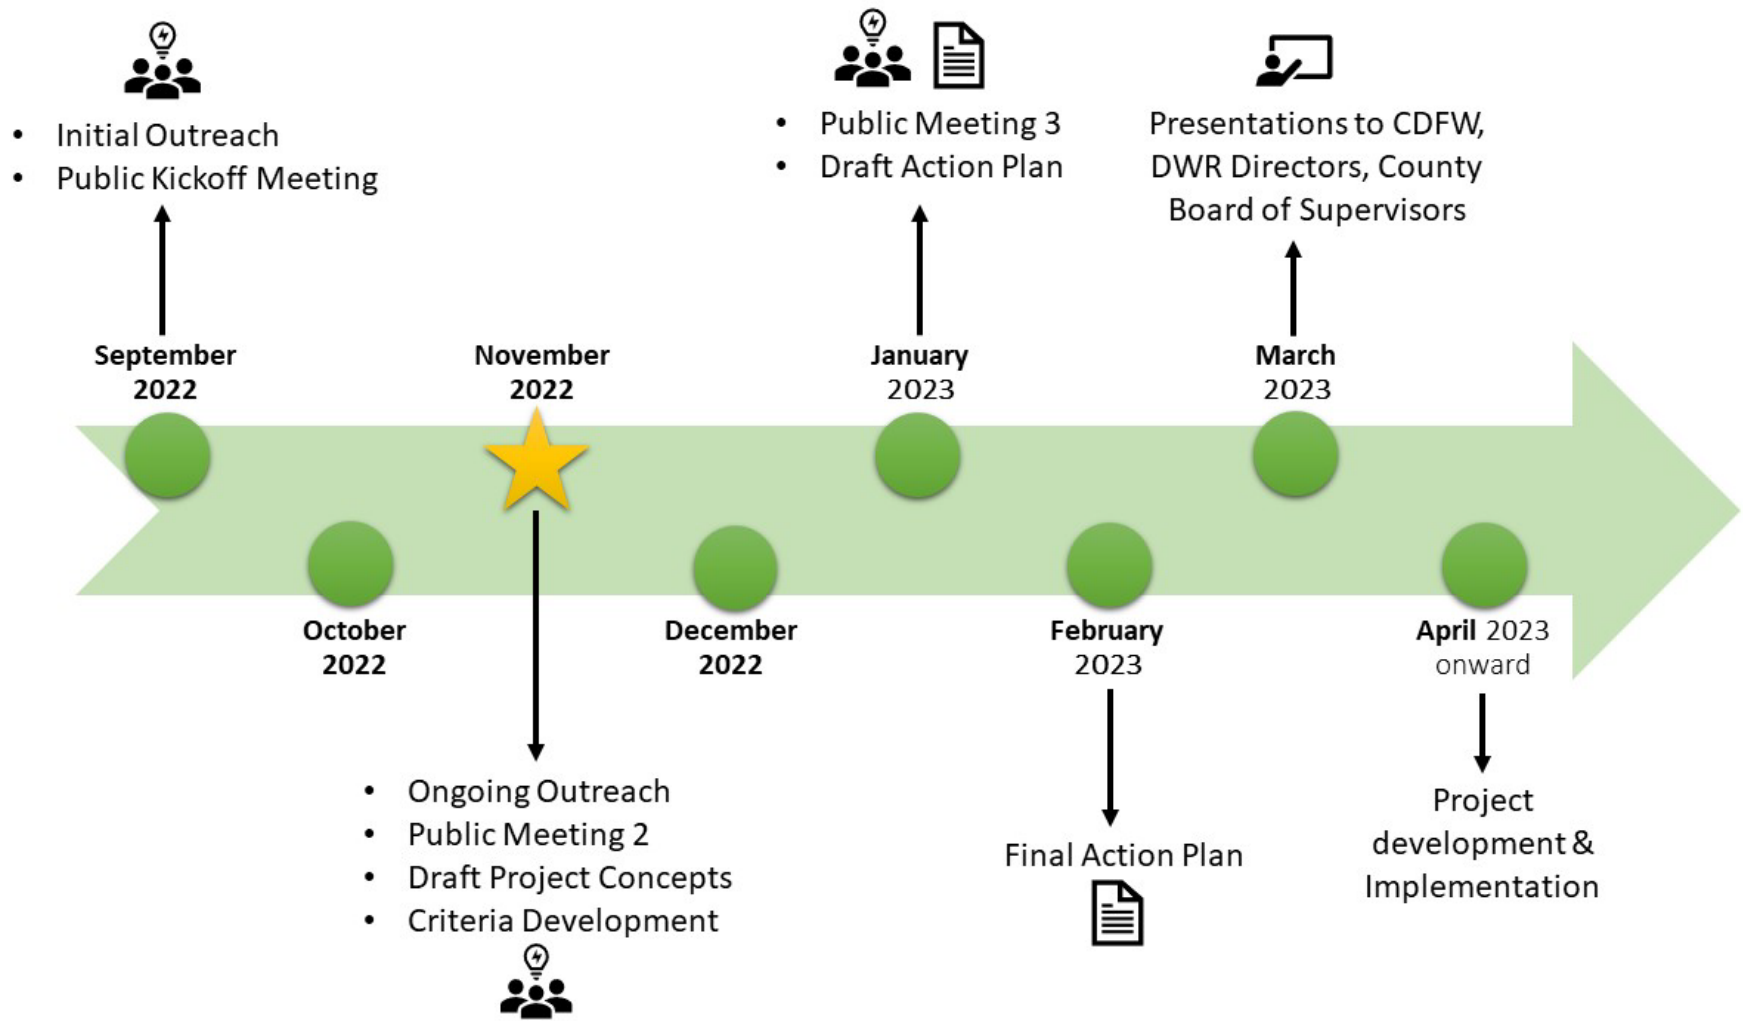 • Initial Outreach
• Public Kickoff Meeting
• Public Meeting 3
• Draft Action Plan
Presentations to CDFW,
DWR Directors, County
Board of Supervisors
September
2022
November
2022
January
2023
March
2023
October
2022
December
2022
February
2023
April 2023
onward
• Ongoing Outreach
• Public Meeting 2
• Draft Project Concepts
• Criteria Development
Final Action Plan
Project
development &
Implementation